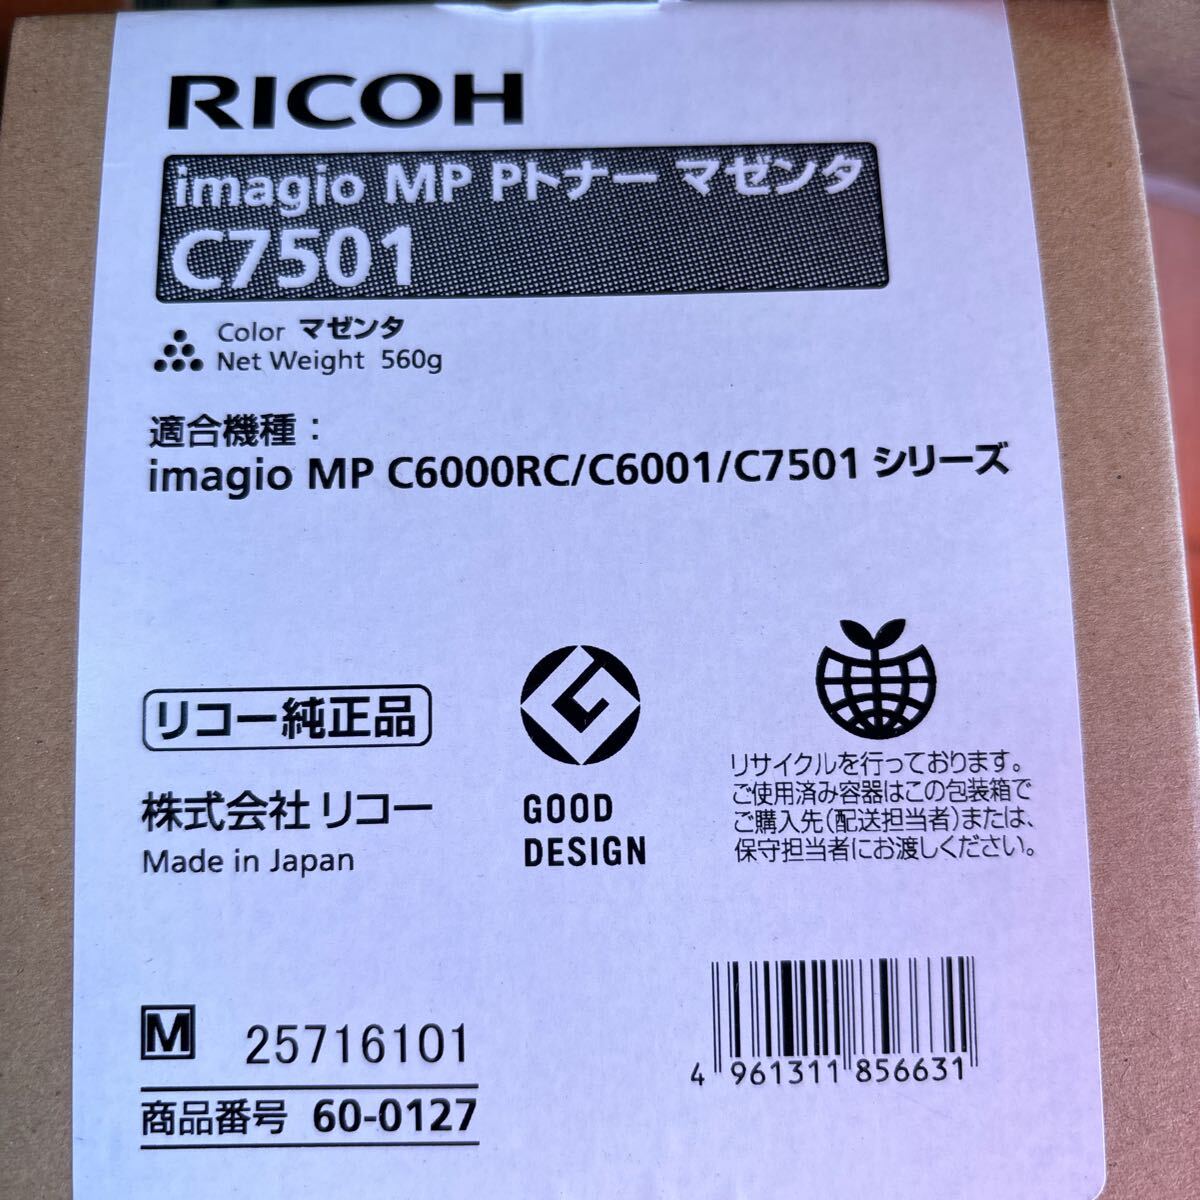 RICOH
imagio MP Pトナー マゼンタ
C7501
Color マゼンタ
Net Weight 560g
適合機種：
imagio MP C6000RC/C6001/C7501 シリーズ
リコー純正品
株式会社 リコー
Made in Japan
GOOD
DESIGN
リサイクルを行っております。
ご使用済み容器はこの包装箱で
ご購入先(配送担当者)または、
保守担当者にお渡しください。
M 25716101
商品番号 60-0127
4 961311 856631